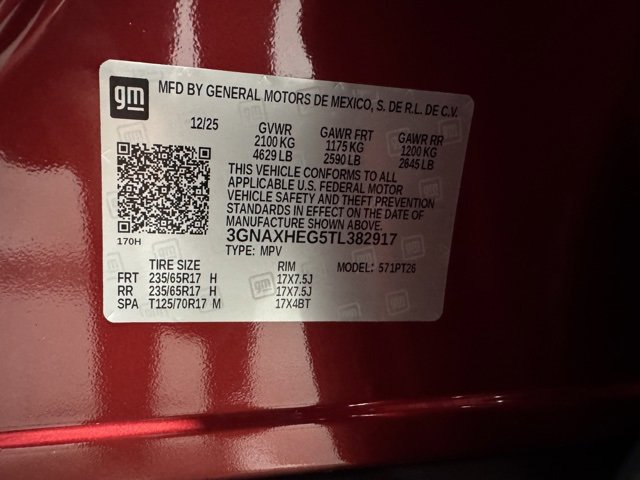 gm
MFD BY GENERAL MOTORS DE MEXICO, S. DE R.L. DE C.V.
12/25 GVWR GAWR FRT GAWR RR
2100 KG 1175 KG 1200 KG
4629 LB 2590 LB 2645 LB
THIS VEHICLE CONFORMS TO ALL
APPLICABLE U.S. FEDERAL MOTOR
VEHICLE SAFETY AND THEFT PREVENTION
STANDARDS IN EFFECT ON THE DATE OF
MANUFACTURE SHOWN ABOVE.
170H 3GNAXHEG5TL382917
TYPE: MPV
TIRE SIZE RIM MODEL: 571PT26
FRT 235/65R17 H 17X7.5J
RR 235/65R17 H 17X7.5J
SPA T125/70R17 M 17X4BT